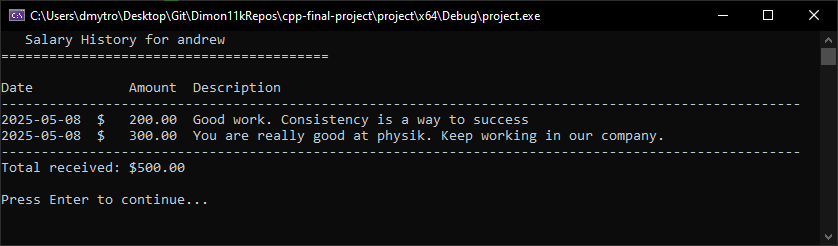 C:\Users\dmytro\Desktop\Git\Dimon11kRepos\cpp-final-project\project\x64\Debug\project.exe
   Salary History for andrew
=========================================

Date            Amount  Description
----------------------------------------------------------------------------------------------------
2025-05-08  $   200.00  Good work. Consistency is a way to success
2025-05-08  $   300.00  You are really good at physik. Keep working in our company.
----------------------------------------------------------------------------------------------------
Total received: $500.00

Press Enter to continue...